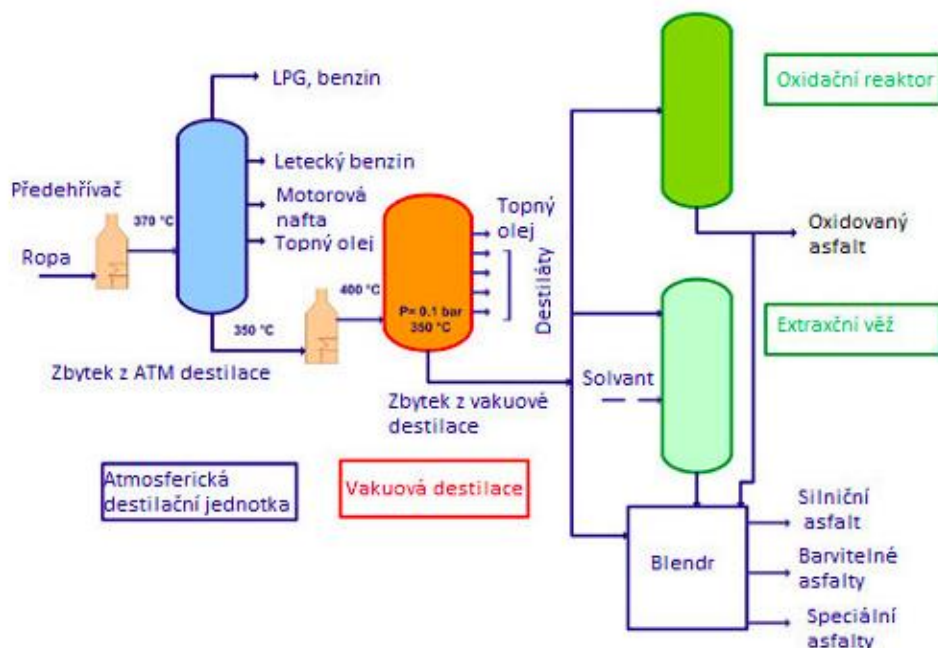 LPG, benzin
Oxidační reaktor
Letecký benzin
Předehřívač
Motorová
nafta
370 °C
Topný
olej
Ropa
Topný olej
Oxidovaný
asfalt
Destiláty
400 °C
P= 0.1 bar
350 °C
350 °C
Extraxční věž
Zbytek z ATM destilace
Solvant
Zbytek z vakuové
destilace
Atmosferická
destilační jednotka
Vakuová destilace
Silniční
asfalt
Blendr
Barvitelné
asfalty
Speciální
asfalty